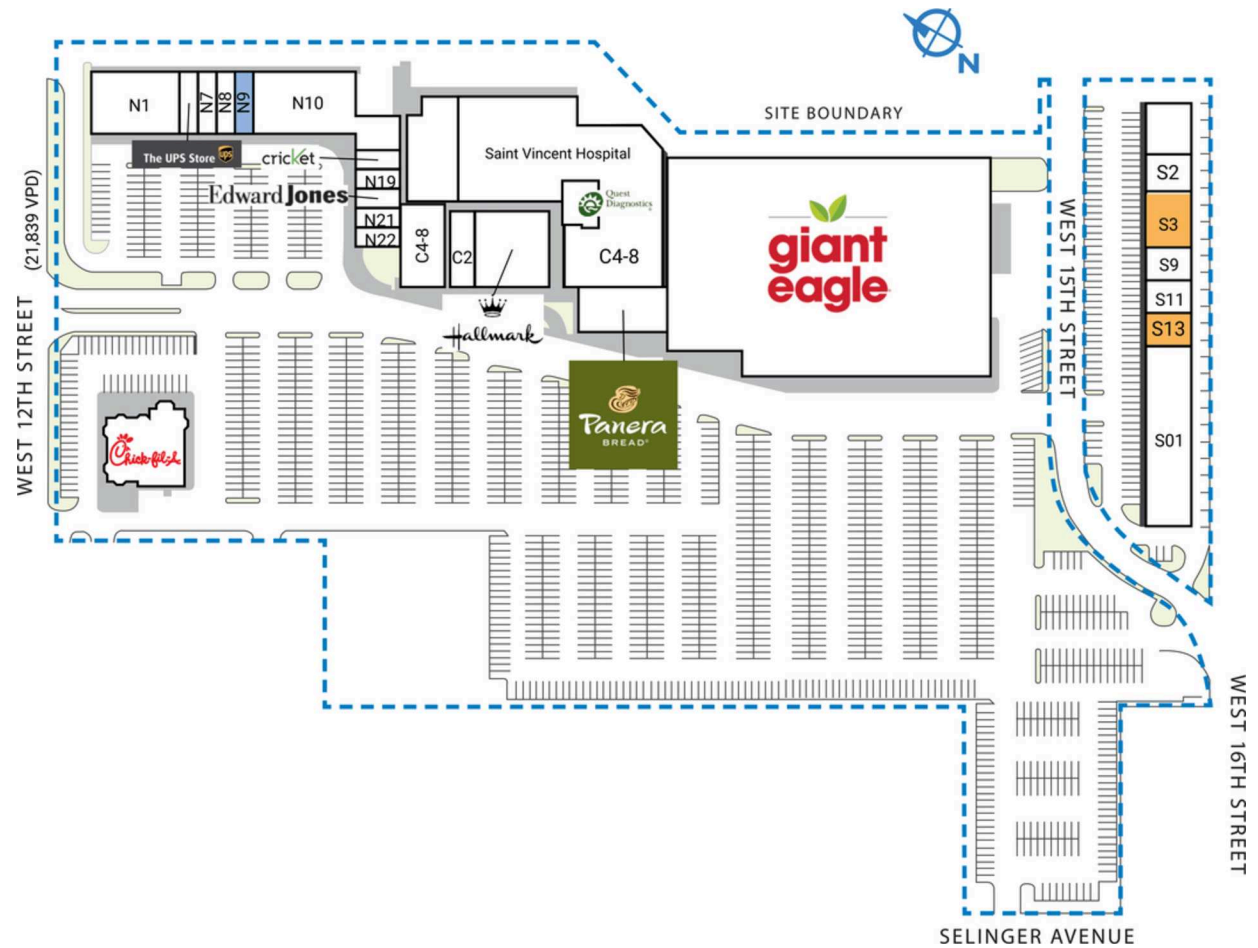 N
SITE BOUNDARY
N1
N7
N8
N9
N10
The UPS Store
ups
cricket
Edward Jones
N19
N21
N22
C4-8
C2
Saint Vincent Hospital
Quest
Diagnostics
C4-8
Hallmark
giant
eagle
Panera
BREAD®
Chick-fil-A
(21,839 VPD)
WEST 12TH STREET
WEST 15TH STREET
S2
S3
S9
S11
S13
S01
WEST 16TH STREET
SELINGER AVENUE